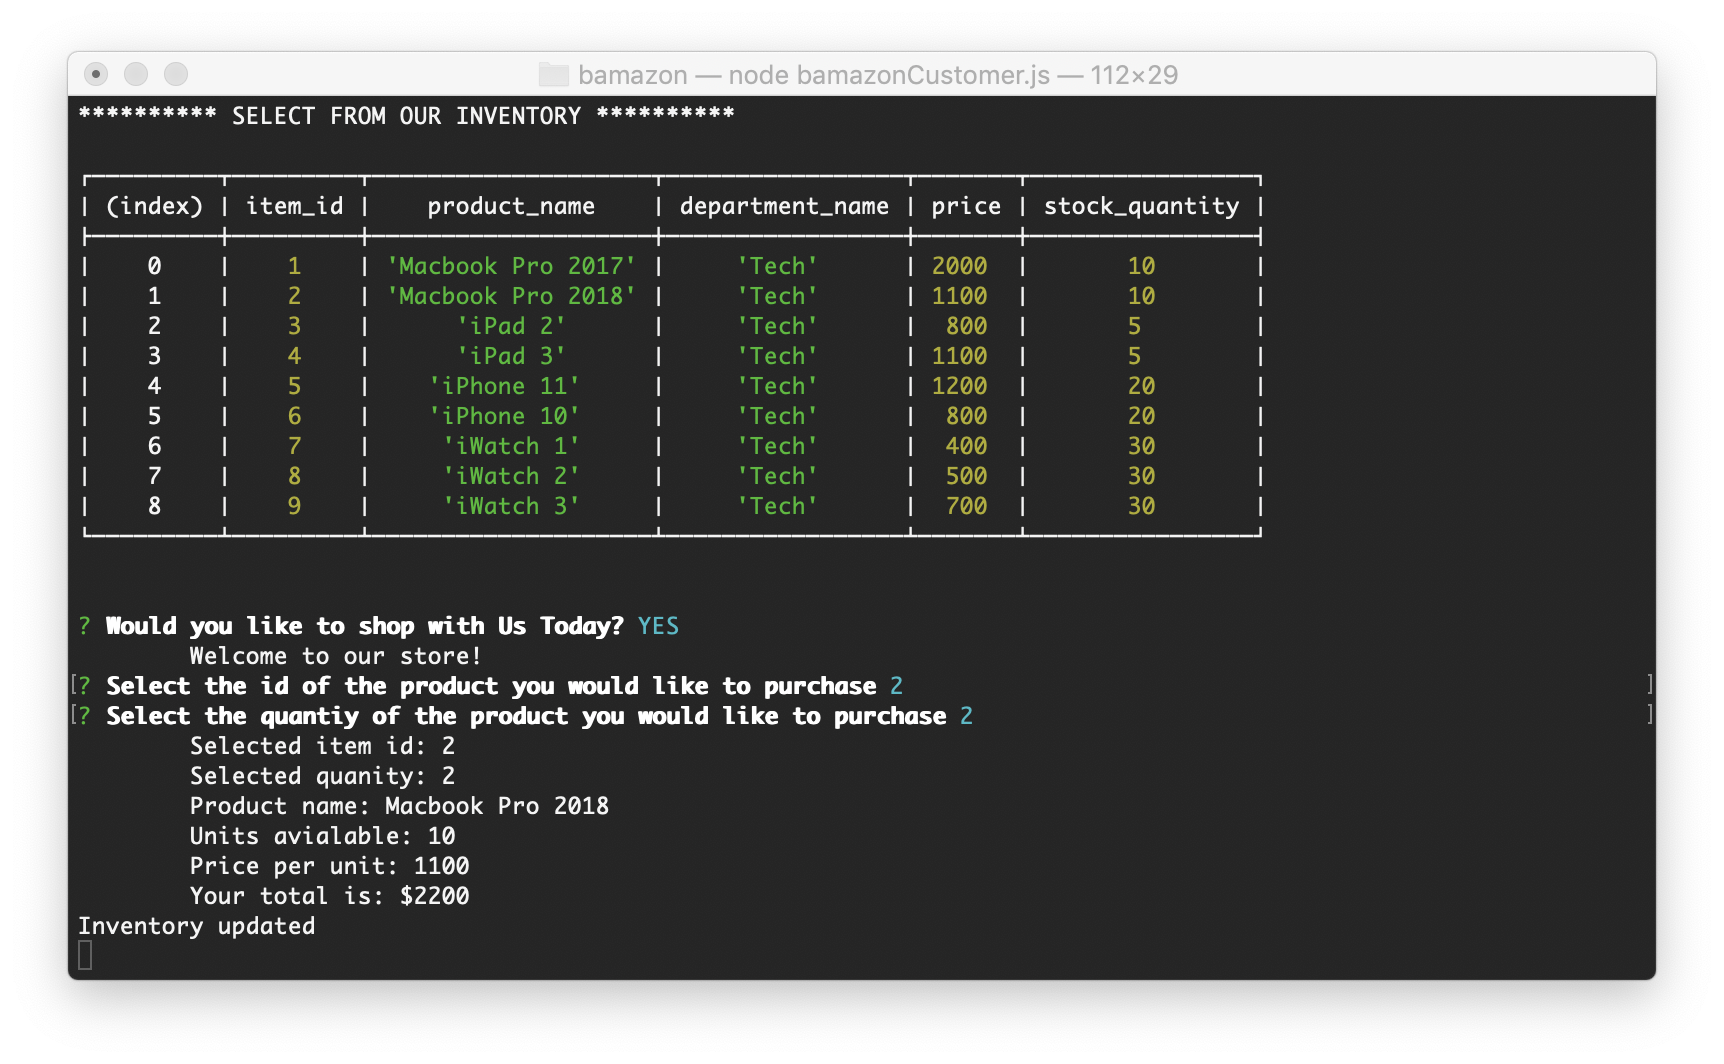 bamazon — node bamazonCustomer.js — 112×29
********** SELECT FROM OUR INVENTORY **********
(index) | item_id | product_name | department_name | price | stock_quantity
0 | 1 | 'Macbook Pro 2017' | 'Tech' | 2000 | 10
1 | 2 | 'Macbook Pro 2018' | 'Tech' | 1100 | 10
2 | 3 | 'iPad 2' | 'Tech' | 800 | 5
3 | 4 | 'iPad 3' | 'Tech' | 1100 | 5
4 | 5 | 'iPhone 11' | 'Tech' | 1200 | 20
5 | 6 | 'iPhone 10' | 'Tech' | 800 | 20
6 | 7 | 'iWatch 1' | 'Tech' | 400 | 30
7 | 8 | 'iWatch 2' | 'Tech' | 500 | 30
8 | 9 | 'iWatch 3' | 'Tech' | 700 | 30
? Would you like to shop with Us Today? YES
Welcome to our store!
[? Select the id of the product you would like to purchase 2 ]
[? Select the quantiy of the product you would like to purchase 2 ]
Selected item id: 2
Selected quanity: 2
Product name: Macbook Pro 2018
Units avialable: 10
Price per unit: 1100
Your total is: $2200
Inventory updated